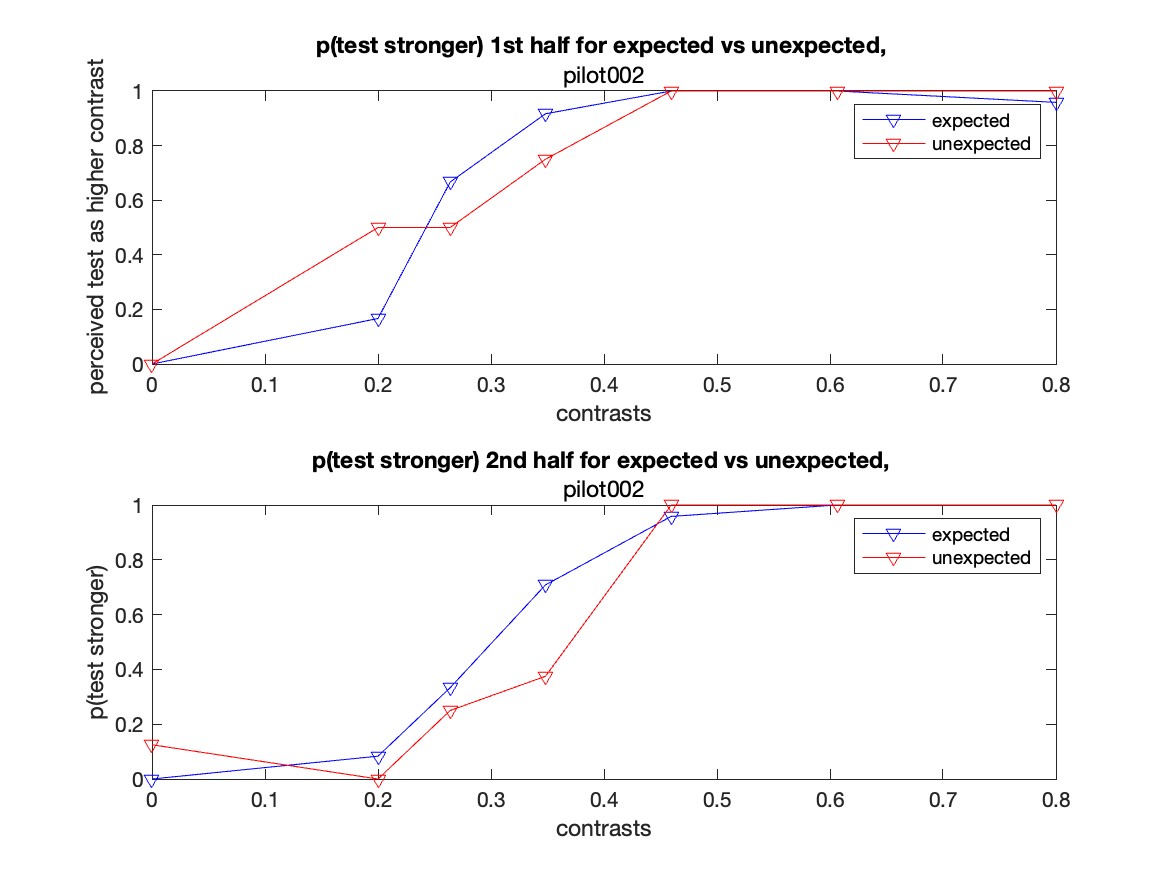 p(test stronger) 1st half for expected vs unexpected,
pilot002
perceived test as higher contrast
1
0.8
0.6
0.4
0.2
0
0 0.1 0.2 0.3 0.4 0.5 0.6 0.7 0.8
contrasts
expected
unexpected
p(test stronger) 2nd half for expected vs unexpected,
pilot002
p(test stronger)
1
0.8
0.6
0.4
0.2
0
0 0.1 0.2 0.3 0.4 0.5 0.6 0.7 0.8
contrasts
expected
unexpected